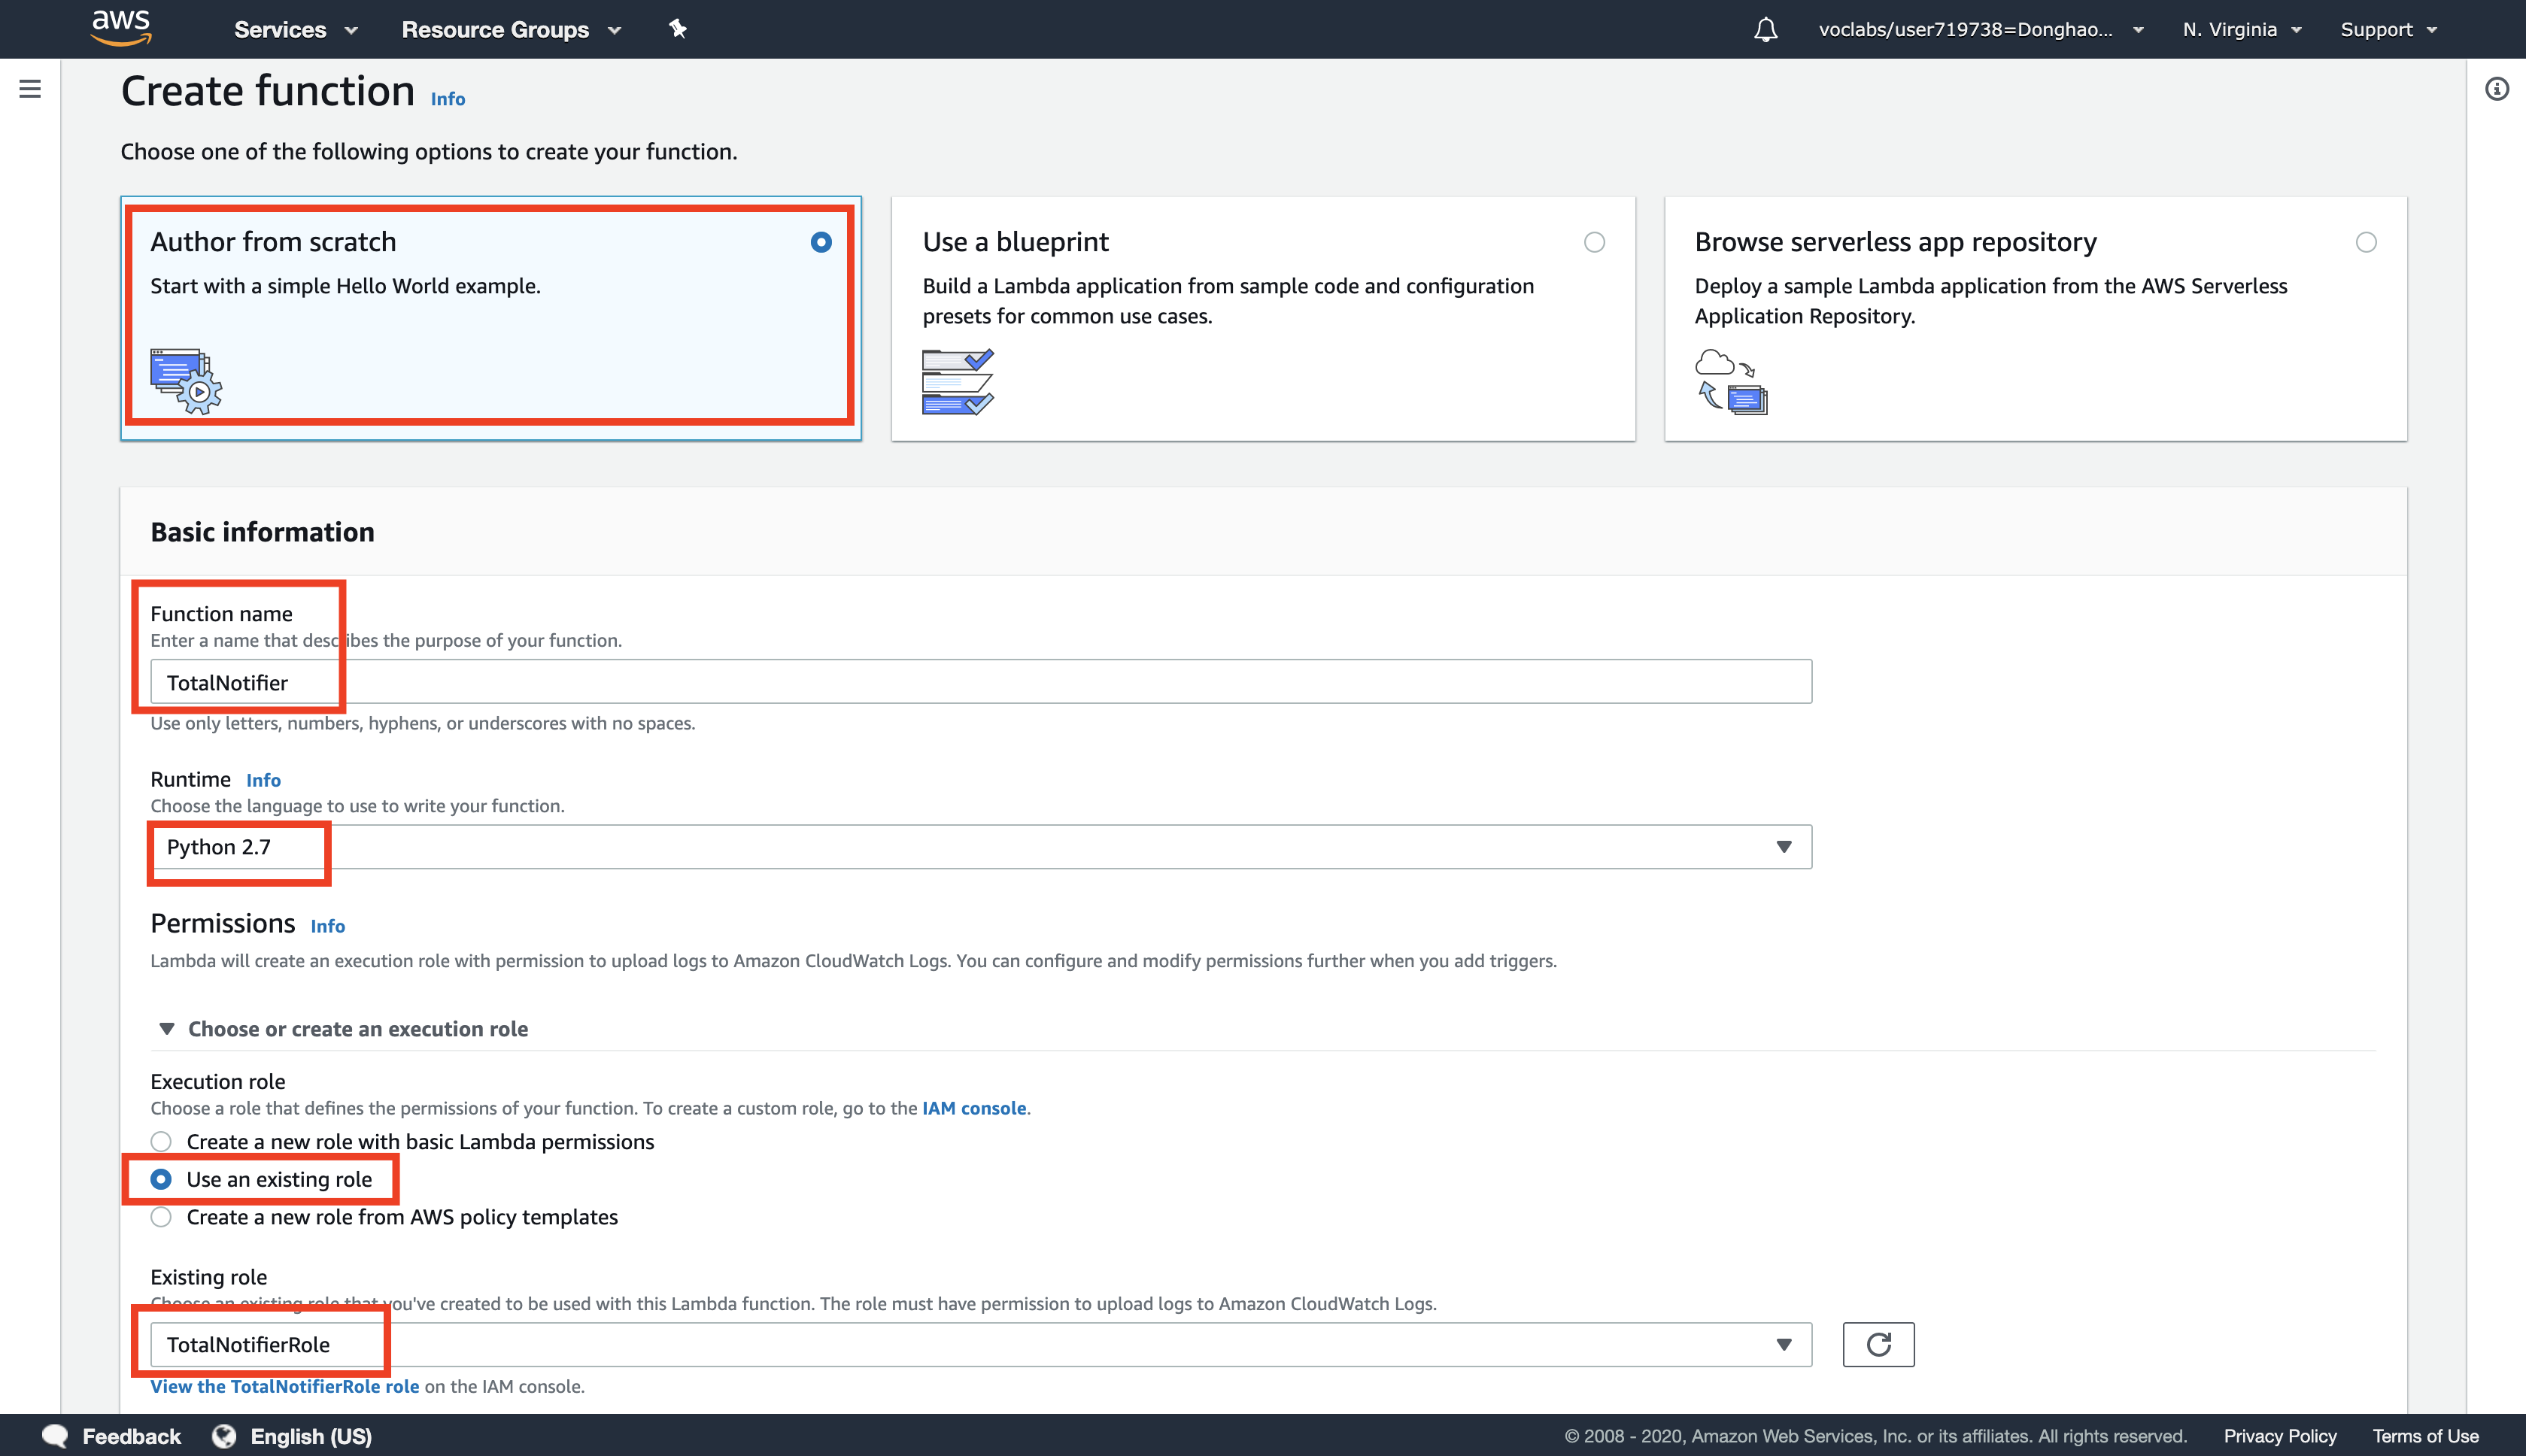 aws Services Resource Groups voclabs/user719738=Donghao... N. Virginia Support
Create function Info
Choose one of the following options to create your function.
Author from scratch
Start with a simple Hello World example.
Use a blueprint
Build a Lambda application from sample code and configuration
presets for common use cases.
Browse serverless app repository
Deploy a sample Lambda application from the AWS Serverless
Application Repository.
Basic information
Function name
Enter a name that describes the purpose of your function.
TotalNotifier
Use only letters, numbers, hyphens, or underscores with no spaces.
Runtime Info
Choose the language to use to write your function.
Python 2.7
Permissions Info
Lambda will create an execution role with permission to upload logs to Amazon CloudWatch Logs. You can configure and modify permissions further when you add triggers.
Choose or create an execution role
Execution role
Choose a role that defines the permissions of your function. To create a custom role, go to the IAM console.
Create a new role with basic Lambda permissions
Use an existing role
Create a new role from AWS policy templates
Existing role
Choose an existing role that you've created to be used with this Lambda function. The role must have permission to upload logs to Amazon CloudWatch Logs.
TotalNotifierRole
View the TotalNotifierRole role on the IAM console.
Feedback English (US) © 2008 - 2020, Amazon Web Services, Inc. or its affiliates. All rights reserved. Privacy Policy Terms of Use